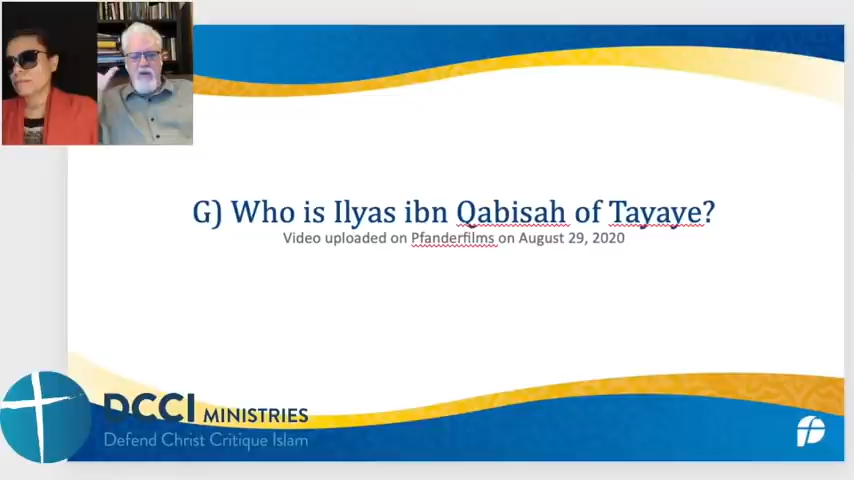 G) Who is Ilyas ibn Qabisah of Tayaye?
Video uploaded on Pfanderfilms on August 29, 2020
DCCI MINISTRIES
Defend Christ Critique Islam